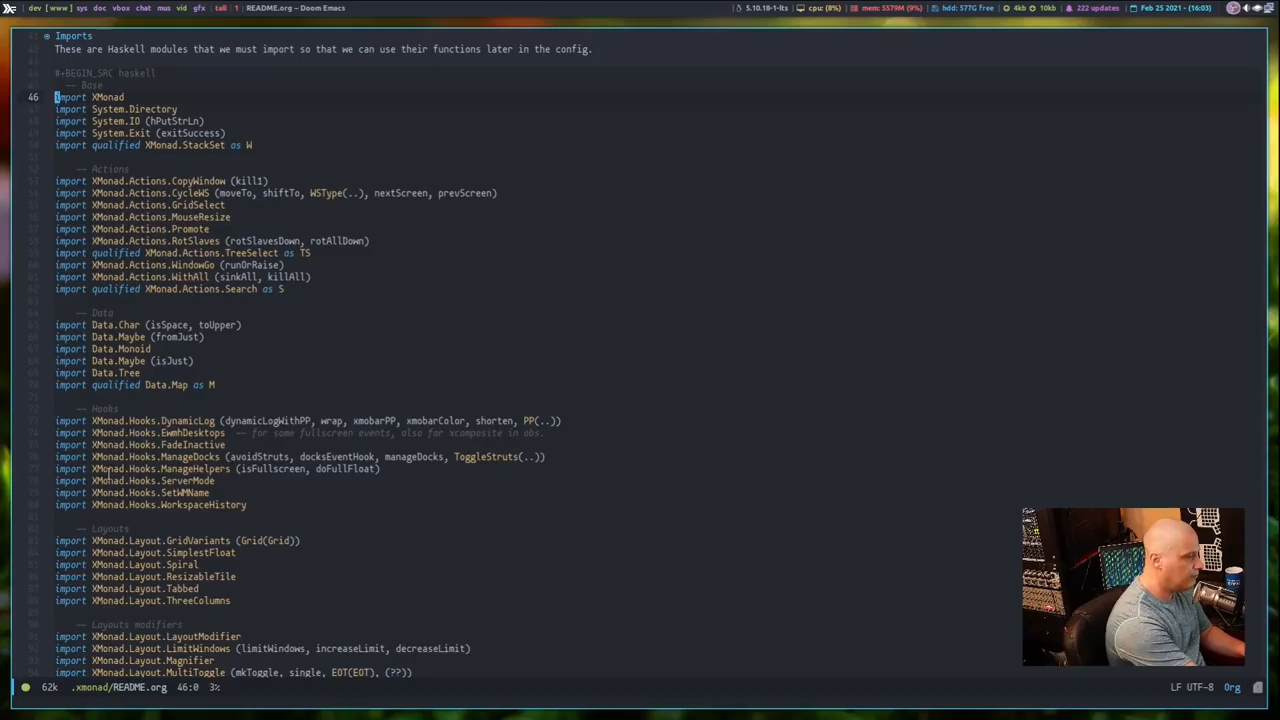 dev [ www ] sys doc vbox chat mus vid gfx | tall | 1 | README.org – Doom Emacs
5.10.18-1-lts cpu: (8%) mem: 5579M (9%) hdd: 577G free 4kb 10kb 222 updates Feb 25 2021 - (16:03)
41 Imports
42 These are Haskell modules that we must import so that we can use their functions later in the config.
43
44 #+BEGIN_SRC haskell
45 -- Base
46 import XMonad
47 import System.Directory
48 import System.IO (hPutStrLn)
49 import System.Exit (exitSuccess)
50 import qualified XMonad.StackSet as W
51
52 -- Actions
53 import XMonad.Actions.CopyWindow (kill1)
54 import XMonad.Actions.CycleWS (moveTo, shiftTo, WSType(..), nextScreen, prevScreen)
55 import XMonad.Actions.GridSelect
56 import XMonad.Actions.MouseResize
57 import XMonad.Actions.Promote
58 import XMonad.Actions.RotSlaves (rotSlavesDown, rotAllDown)
59 import qualified XMonad.Actions.TreeSelect as TS
60 import XMonad.Actions.WindowGo (runOrRaise)
61 import XMonad.Actions.WithAll (sinkAll, killAll)
62 import qualified XMonad.Actions.Search as S
63
64 -- Data
65 import Data.Char (isSpace, toUpper)
66 import Data.Maybe (fromJust)
67 import Data.Monoid
68 import Data.Maybe (isJust)
69 import Data.Tree
70 import qualified Data.Map as M
71
72 -- Hooks
73 import XMonad.Hooks.DynamicLog (dynamicLogWithPP, wrap, xmobarPP, xmobarColor, shorten, PP(..))
74 import XMonad.Hooks.EwmhDesktops -- for some fullscreen events, also for xcomposite in obs.
75 import XMonad.Hooks.FadeInactive
76 import XMonad.Hooks.ManageDocks (avoidStruts, docksEventHook, manageDocks, ToggleStruts(..))
77 import XMonad.Hooks.ManageHelpers (isFullscreen, doFullFloat)
78 import XMonad.Hooks.ServerMode
79 import XMonad.Hooks.SetWMName
80 import XMonad.Hooks.WorkspaceHistory
81
82 -- Layouts
83 import XMonad.Layout.GridVariants (Grid(Grid))
84 import XMonad.Layout.SimplestFloat
85 import XMonad.Layout.Spiral
86 import XMonad.Layout.ResizableTile
87 import XMonad.Layout.Tabbed
88 import XMonad.Layout.ThreeColumns
89
90 -- Layouts modifiers
91 import XMonad.Layout.LayoutModifier
92 import XMonad.Layout.LimitWindows (limitWindows, increaseLimit, decreaseLimit)
93 import XMonad.Layout.Magnifier
94 import XMonad.Layout.MultiToggle (mkToggle, single, EOT(EOT), (??))
62k .xmonad/README.org 46:0 3% LF UTF-8 Org